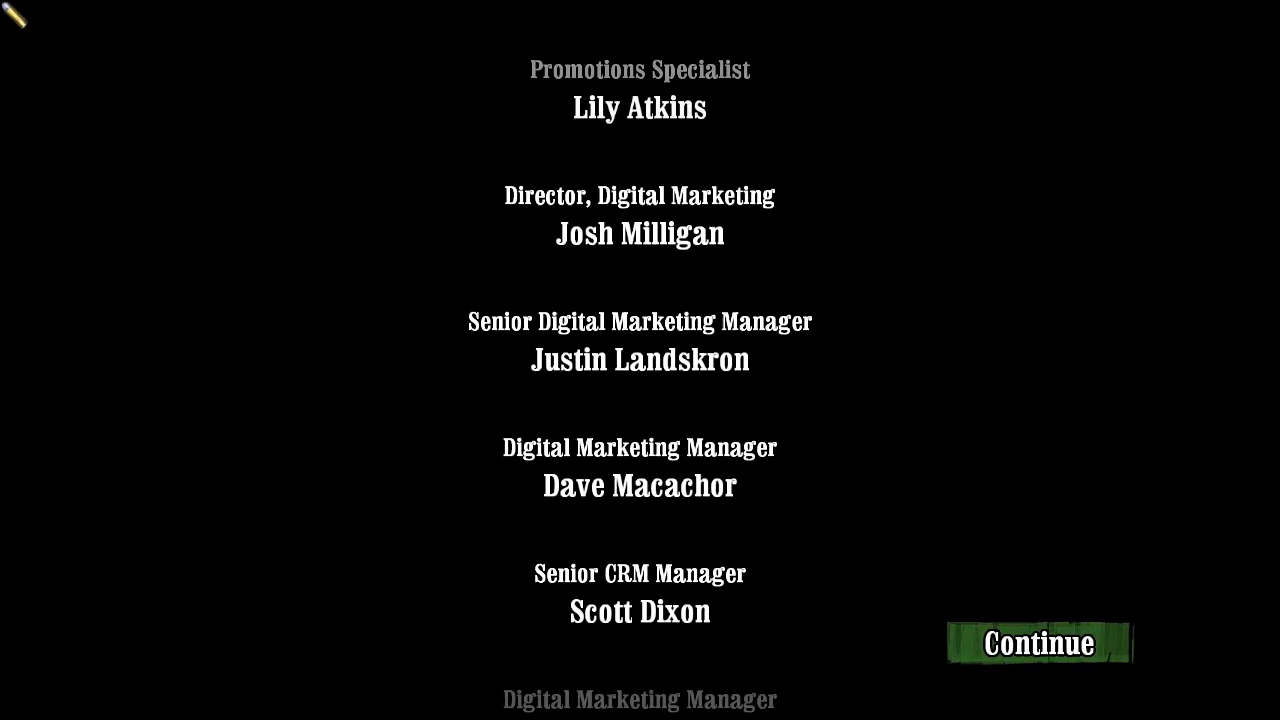 Promotions Specialist
Lily Atkins
Director, Digital Marketing
Josh Milligan
Senior Digital Marketing Manager
Justin Landskron
Digital Marketing Manager
Dave Macachor
Senior CRM Manager
Scott Dixon
Continue
Digital Marketing Manager